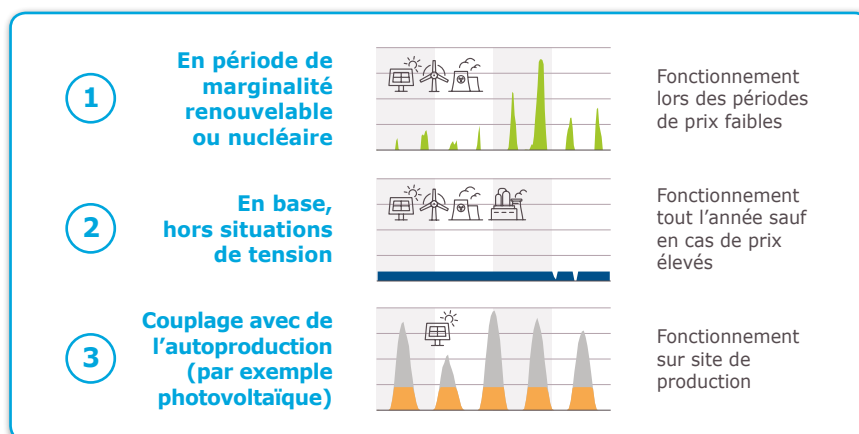 1
En période de
marginalité
renouvelable
ou nucléaire
Fonctionnement
lors des périodes
de prix faibles
2
En base,
hors situations
de tension
Fonctionnement
tout l’année sauf
en cas de prix
élevés
3
Couplage avec de
l’autoproduction
(par exemple
photovoltaïque)
Fonctionnement
sur site de
production